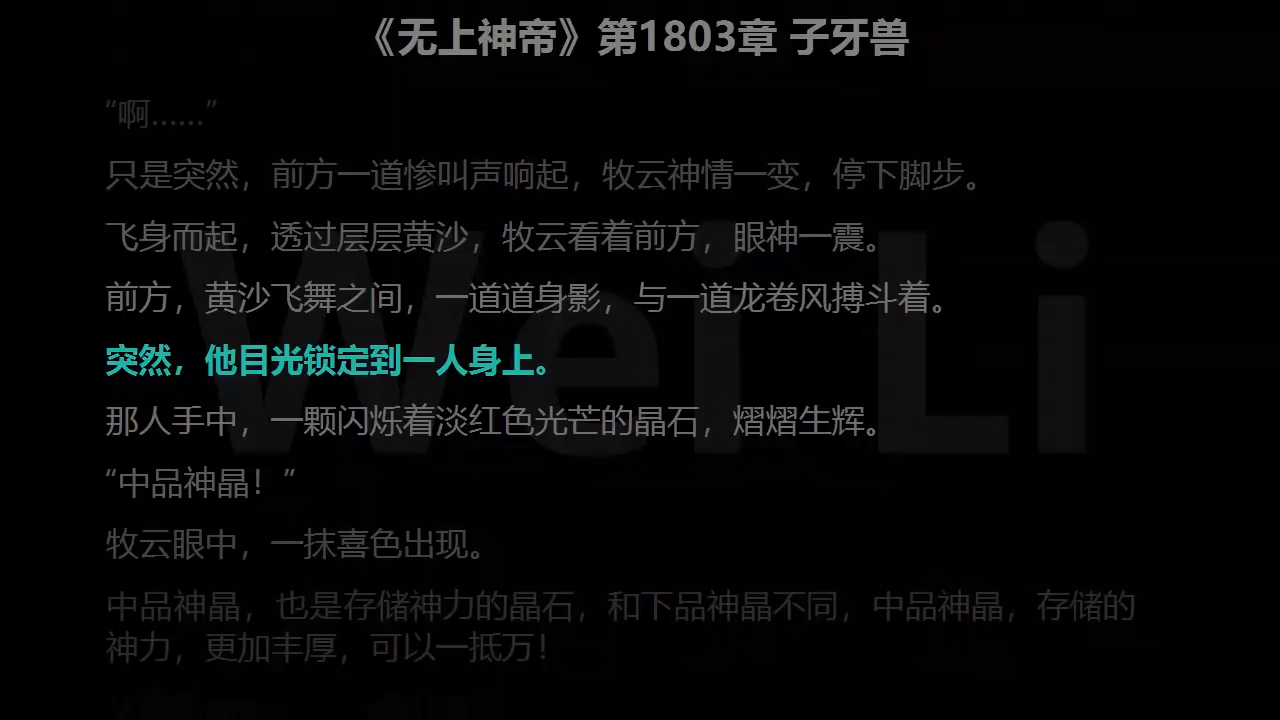 《无上神帝》第1803章 子牙兽
“啊……”
只是突然，前方一道惨叫声响起，牧云神情一变，停下脚步。
飞身而起，透过层层黄沙，牧云看着前方，眼神一震。
前方，黄沙飞舞之间，一道道身影，与一道龙卷风搏斗着。
突然，他目光锁定到一人身上。
那人手中，一颗闪烁着淡红色光芒的晶石，熠熠生辉。
“中品神晶！”
牧云眼中，一抹喜色出现。
中品神晶，也是存储神力的晶石，和下品神晶不同，中品神晶，存储的
神力，更加丰厚，可以一抵万！
Wei Li